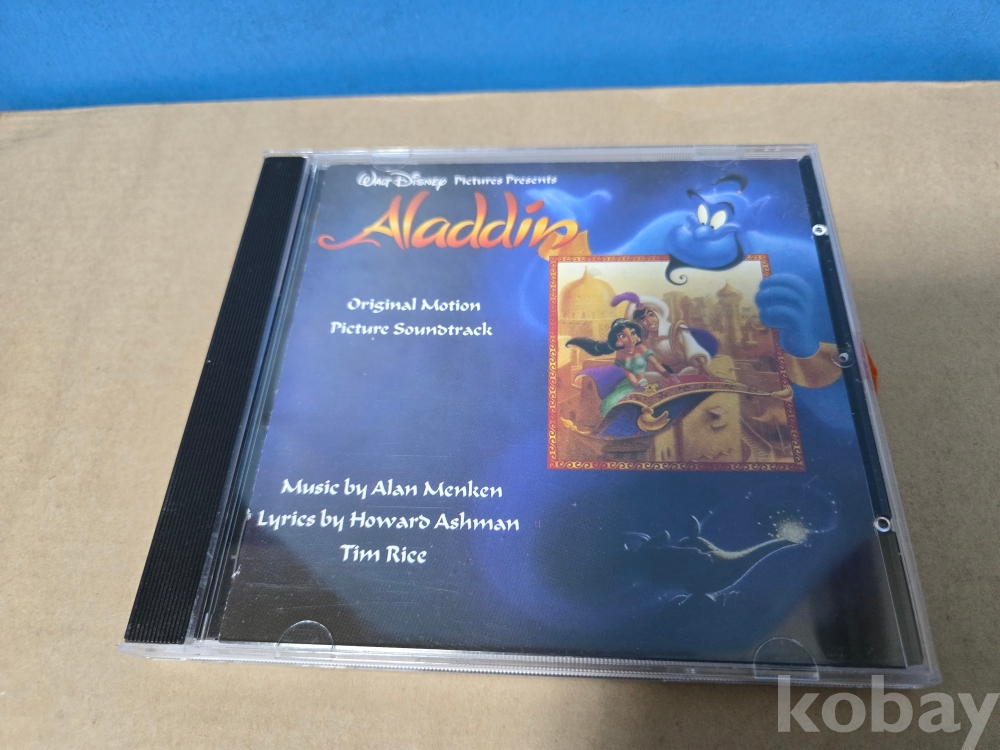 Walt Disney Pictures Presents
Aladdin
Original Motion
Picture Soundtrack
Music by Alan Menken
Lyrics by Howard Ashman
Tim Rice
kobay